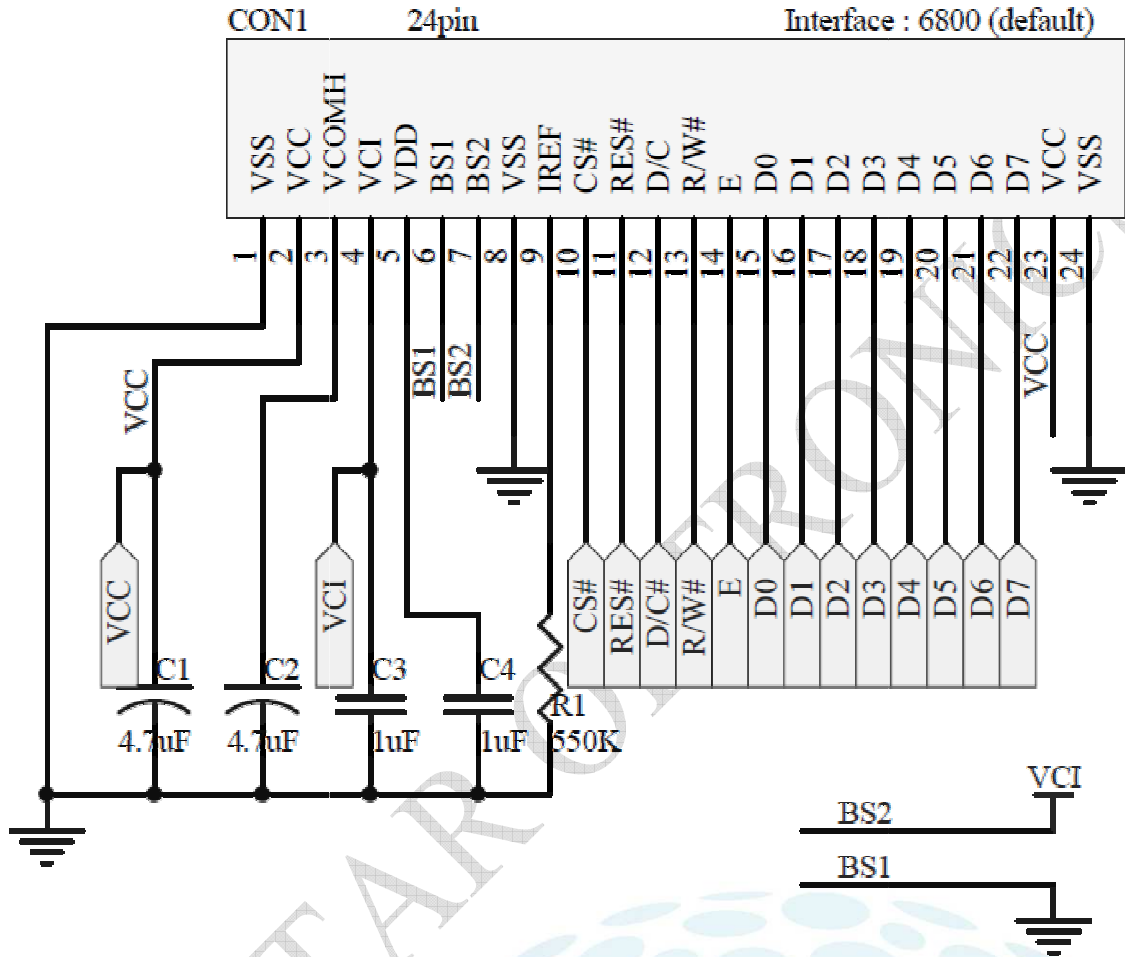 CON1 24pin Interface : 6800 (default)
VSS
VCC
VCOMH
VCI
VDD
BS1
BS2
VSS
IREF
CS#
RES#
D/C
R/W#
E
D0
D1
D2
D3
D4
D5
D6
D7
VCC
VSS
1
2
3
4
5
6
7
8
9
10
11
12
13
14
15
16
17
18
19
20
21
22
23
24
VCC
BS1
BS2
VCC
VCC
VCI
CS#
RES#
D/C#
R/W#
E
D0
D1
D2
D3
D4
D5
D6
D7
C1
C2
C3
C4
R1
4.7uF
4.7uF
1uF
1uF
550K
VCI
BS2
BS1